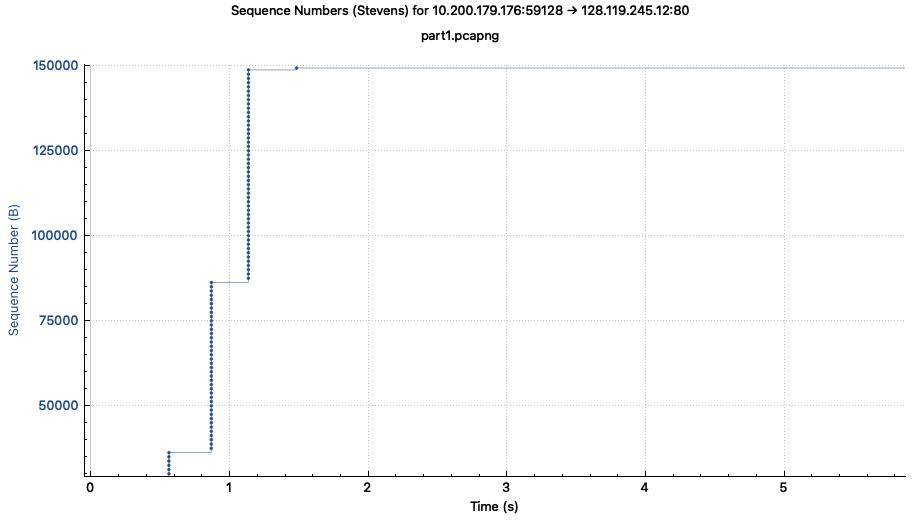 Sequence Numbers (Stevens) for 10.200.179.176:59128 → 128.119.245.12:80
part1.pcapng
150000
125000
100000
75000
50000
Sequence Number (B)
0 1 2 3 4 5
Time (s)